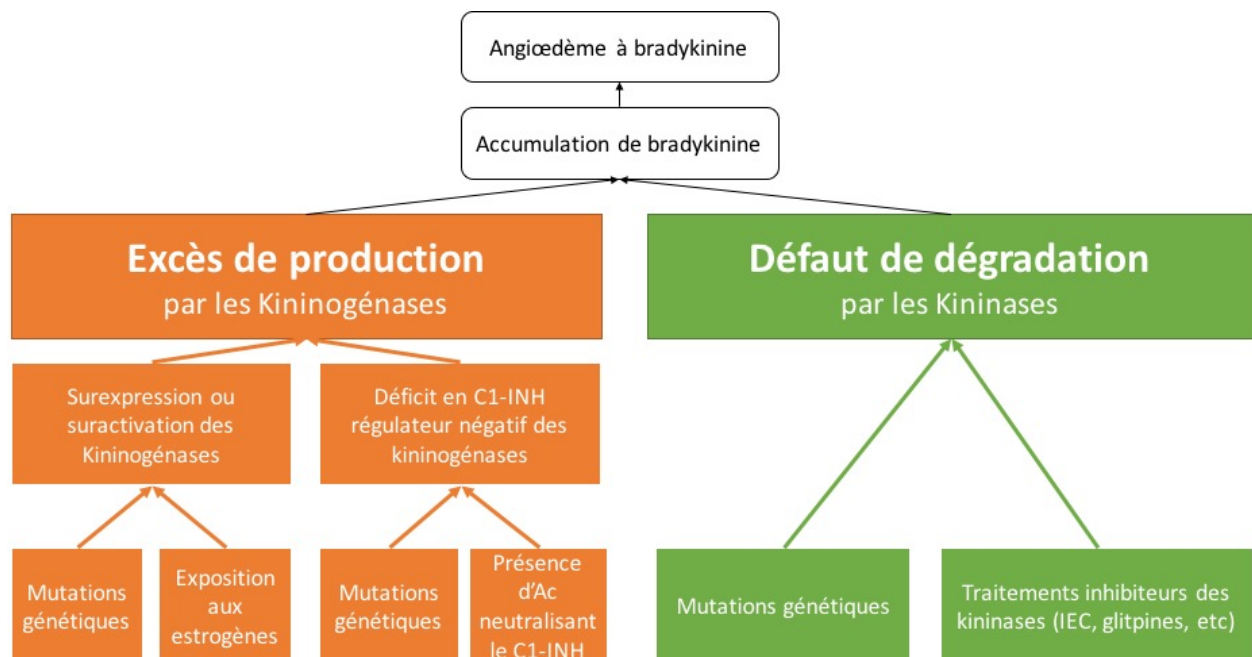 Angiœdème à bradykinine
Accumulation de bradykinine
Excès de production
par les Kininogénases
Défaut de dégradation
par les Kininases
Surexpression ou
suractivation des
Kininogénases
Déficit en C1-INH
régulateur négatif des
kininogénases
Mutations
génétiques
Exposition
aux
estrogènes
Mutations
génétiques
Présence
d'Ac
neutralisant
le C1-INH
Mutations génétiques
Traitements inhibiteurs des
kininases (IEC, glitpines, etc)